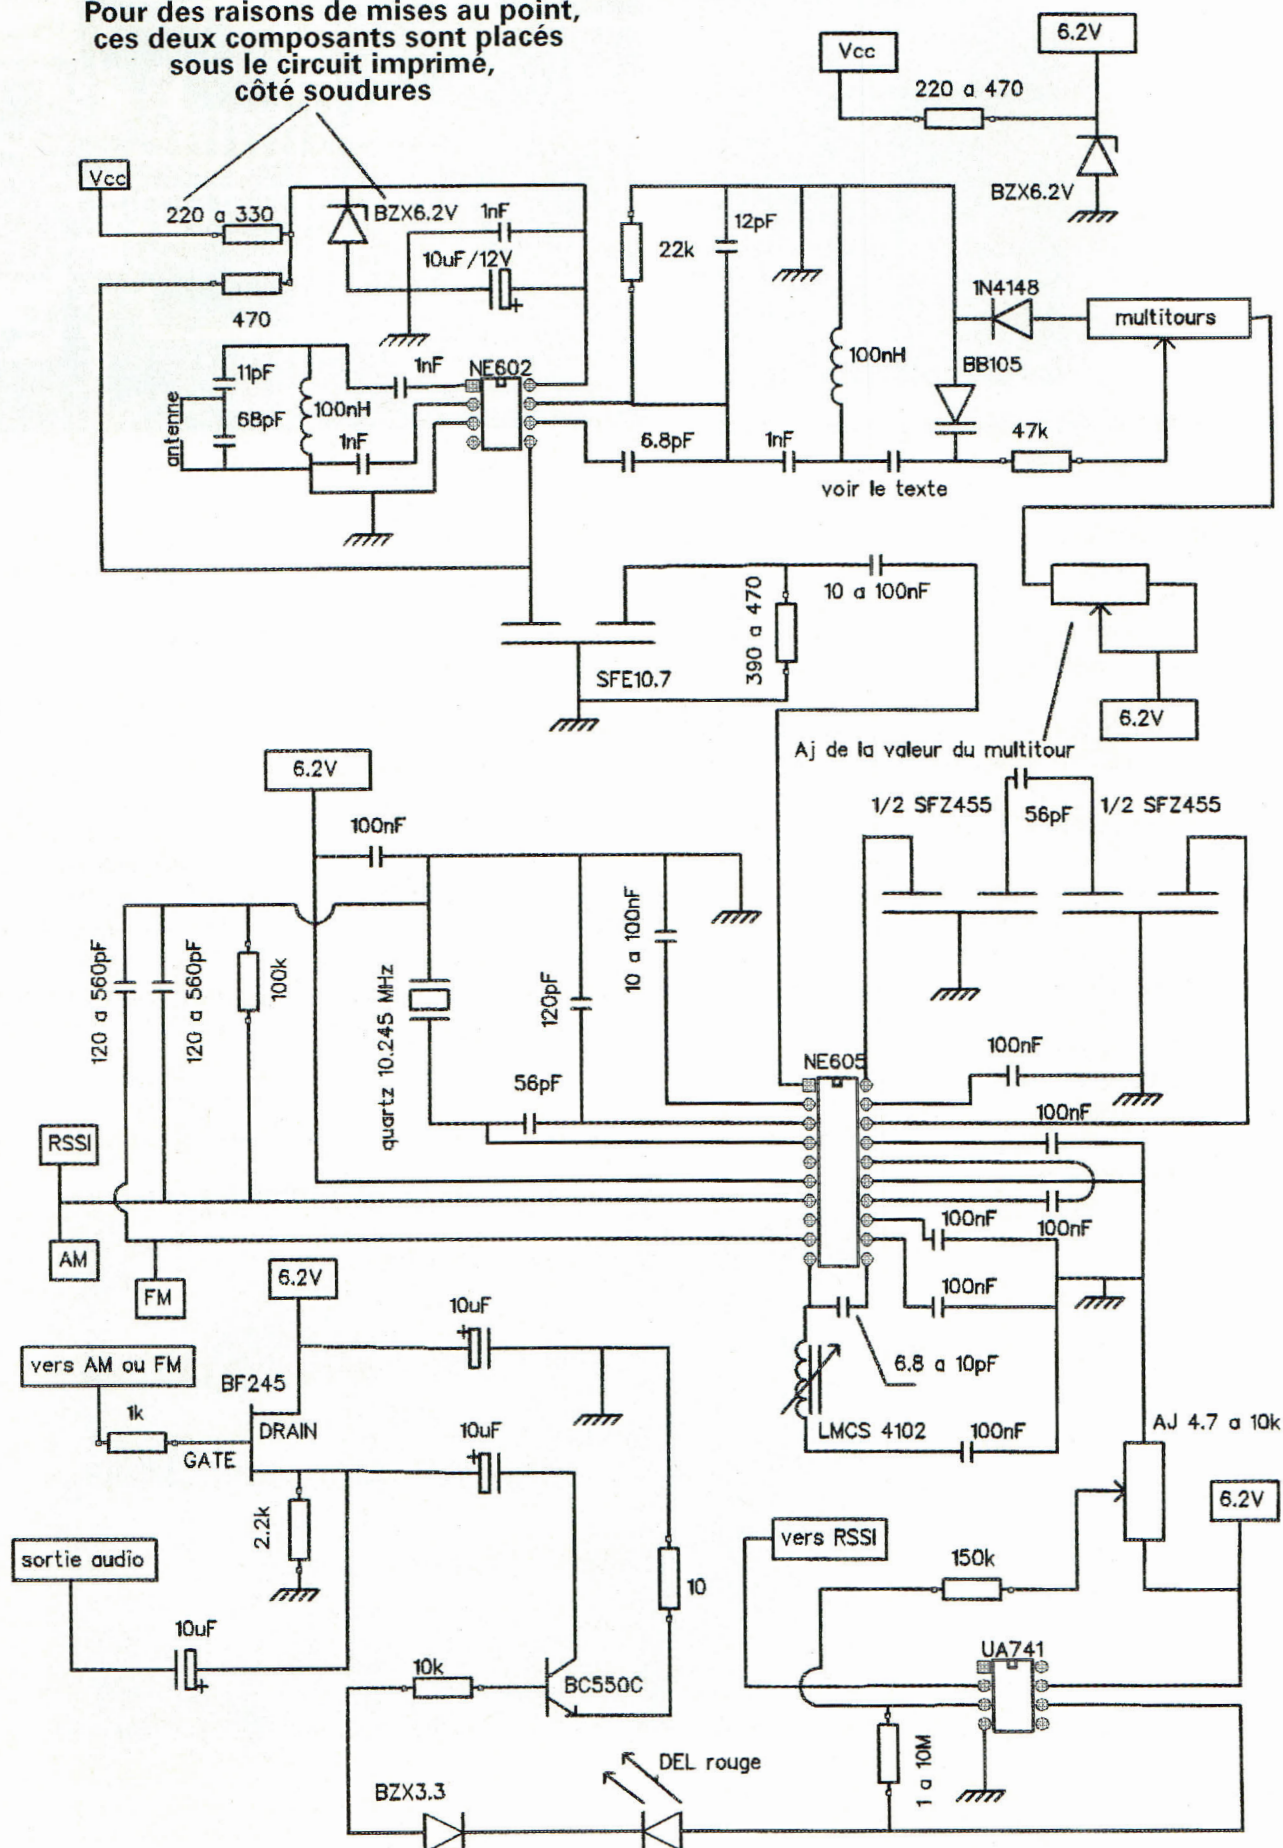 Pour des raisons de mises au point,
ces deux composants sont placés
sous le circuit imprimé,
côté soudures
Vcc
6.2V
220 a 470
BZX6.2V
Vcc
220 a 330
BZX6.2V
1nF
10uF/12V
+
470
22k
12pF
1N4148
multitours
100nH
BB105
11pF
1nF
NE602
antenne
68pF
100nH
1nF
6.8pF
1nF
47k
voir le texte
390 a 470
10 a 100nF
SFE10.7
6.2V
Aj de la valeur du multitour
6.2V
1/2 SFZ455
56pF
1/2 SFZ455
100nF
120 a 560pF
120 a 560pF
100k
quartz 10.245 MHz
120pF
10 a 100nF
56pF
NE605
100nF
100nF
RSSI
100nF
100nF
AM
FM
6.2V
100nF
10uF
+
6.8 a 10pF
vers AM ou FM
BF245
1k
DRAIN
GATE
10uF
+
LMCS 4102
100nF
AJ 4.7 a 10k
6.2V
2.2k
sortie audio
vers RSSI
150k
10
10uF
+
10k
BC550C
UA741
DEL rouge
1 a 10M
BZX3.3